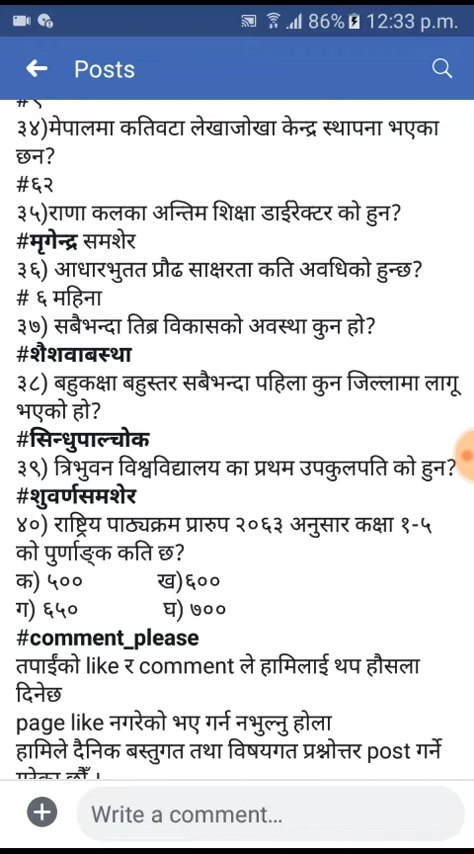 86% 12:33 p.m.
Posts
#९
३४)मेपालमा कतिवटा लेखाजोखा केन्द्र स्थापना भएका
छन?
#६२
३५)राणा कलका अन्तिम शिक्षा डाईरेक्टर को हुन?
#मृगेन्द्र समशेर
३६) आधारभुतत प्रौढ साक्षरता कति अवधिको हुन्छ?
# ६ महिना
३७) सबैभन्दा तिब्र विकासको अवस्था कुन हो?
#शैशवाबस्था
३८) बहुकक्षा बहुस्तर सबैभन्दा पहिला कुन जिल्लामा लागू
भएको हो?
#सिन्धुपाल्चोक
३९) त्रिभुवन विश्वविद्यालय का प्रथम उपकुलपति को हुन?
#शुवर्णसमशेर
४०) राष्ट्रिय पाठ्यक्रम प्रारुप २०६३ अनुसार कक्षा १-५
को पुर्णाङ्क कति छ?
क) ५०० ख)६००
ग) ६५० घ) ७००
#comment_please
तपाईंको like र comment ले हामिलाई थप हौसला
दिनेछ
page like नगरेको भए गर्न नभुल्नु होला
हामिले दैनिक बस्तुगत तथा विषयगत प्रश्नोत्तर post गर्ने
Write a comment...